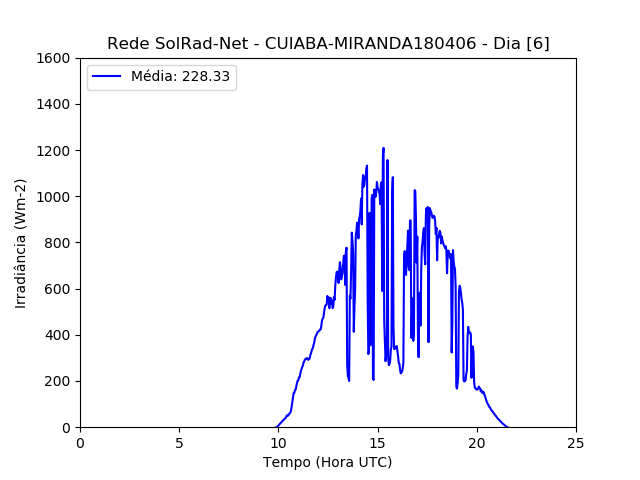 Rede SolRad-Net - CUIABA-MIRANDA180406 - Dia [6]
Média: 228.33
1600
1400
1200
1000
800
600
400
200
0
Irradiância (Wm-2)
0 5 10 15 20 25
Tempo (Hora UTC)